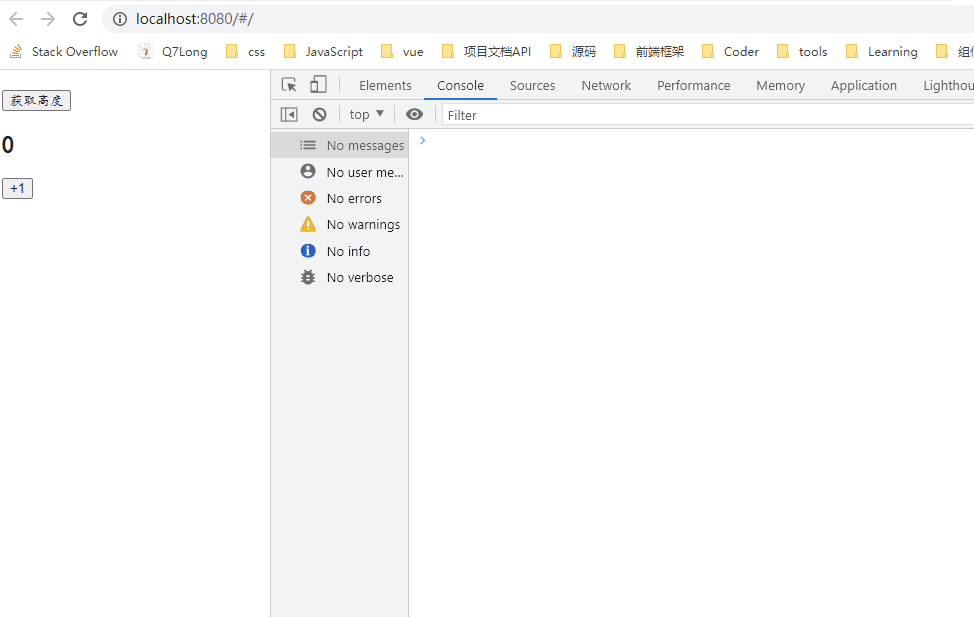 localhost:8080/#/
Stack Overflow Q7Long css JavaScript vue 项目文档API 源码 前端框架 Coder tools Learning 组件
获取高度
0
+1
Elements Console Sources Network Performance Memory Application Lighthou
top Filter
No messages
No user me...
No errors
No warnings
No info
No verbose